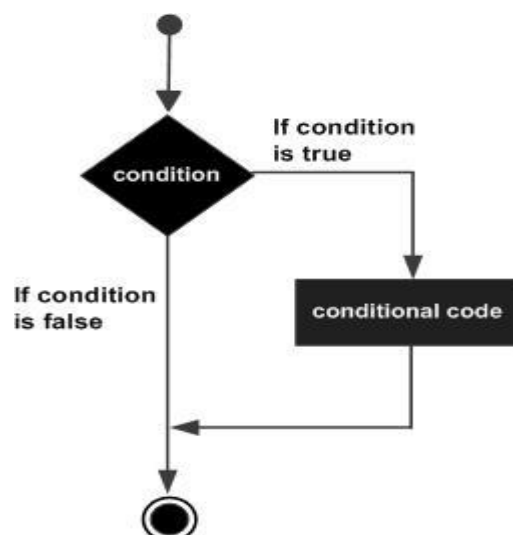 If condition
is true
condition
If condition
is false
conditional code